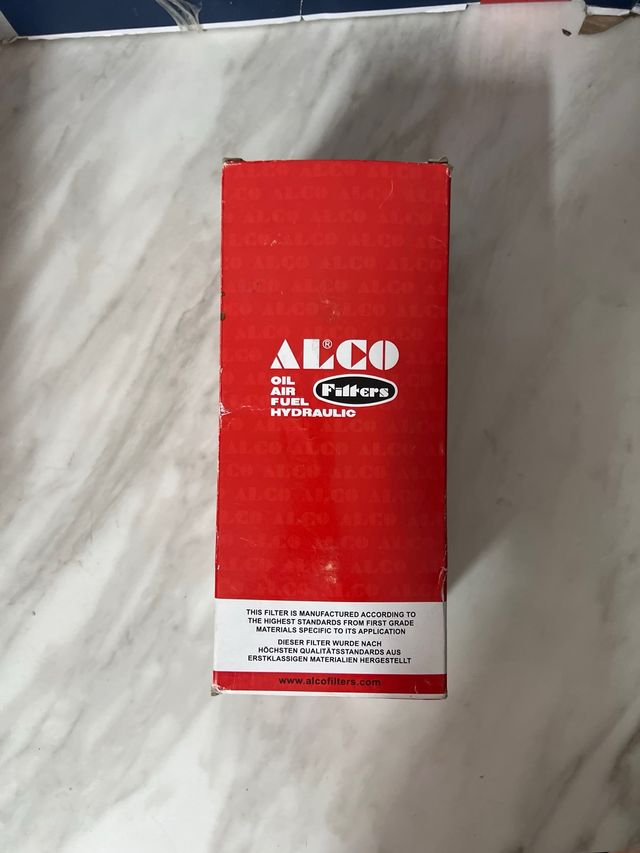 ALCO®
OIL
AIR
FUEL
HYDRAULIC
Filters
THIS FILTER IS MANUFACTURED ACCORDING TO
THE HIGHEST STANDARDS FROM FIRST GRADE
MATERIALS SPECIFIC TO ITS APPLICATION
DIESER FILTER WURDE NACH
HÖCHSTEN QUALITÄTSSTANDARDS AUS
ERSTKLASSIGEN MATERIALIEN HERGESTELLT
www.alcofilters.com